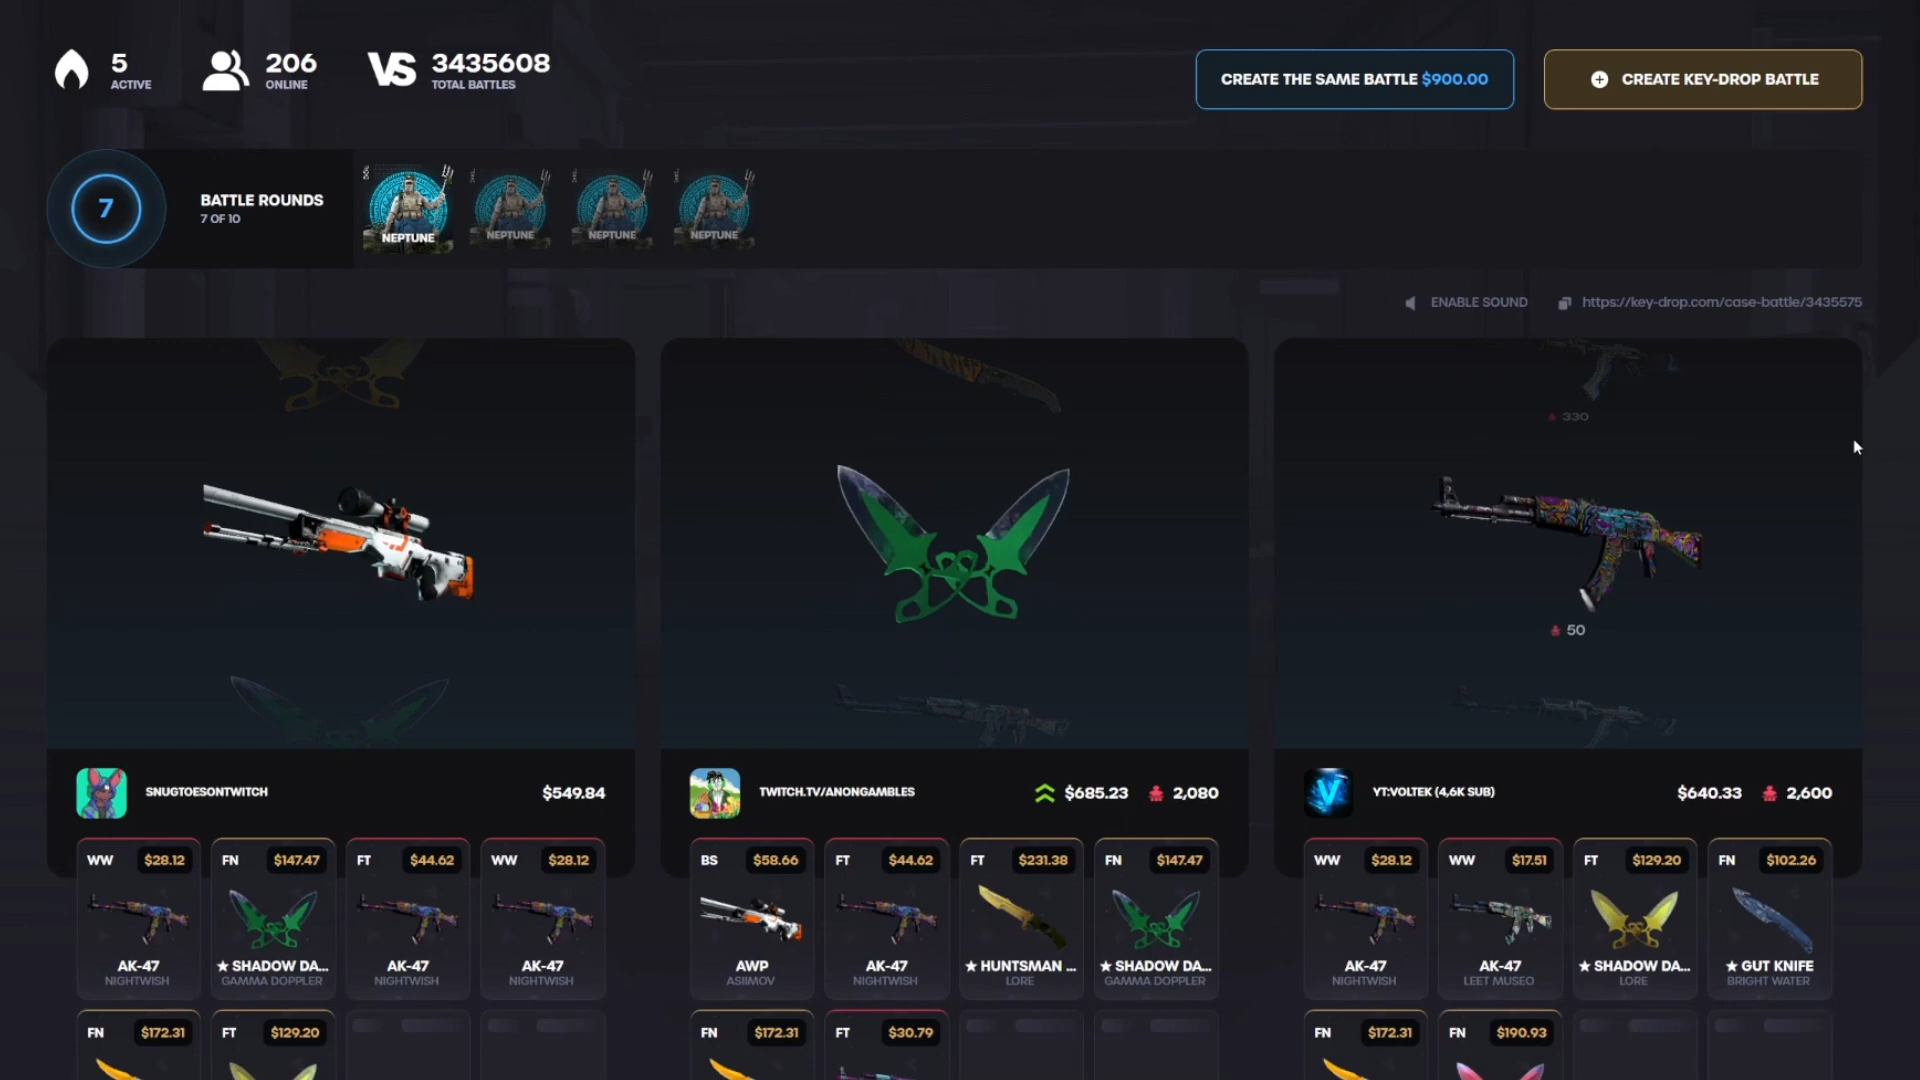 5
ACTIVE
206
ONLINE
VS
3435608
TOTAL BATTLES
CREATE THE SAME BATTLE $900.00
CREATE KEY-DROP BATTLE
7
BATTLE ROUNDS
7 OF 10
NEPTUNE
NEPTUNE
NEPTUNE
NEPTUNE
ENABLE SOUND
https://key-drop.com/case-battle/3435575
330
50
SNUGTOESONTWITCH
$549.84
TWITCH.TV/ANONGAMBLES
$685.23
2,080
V
YT:VOLTEK (4,6K SUB)
$640.33
2,600
WW $28.12
AK-47
NIGHTWISH
FN $147.47
★ SHADOW DA...
GAMMA DOPPLER
FT $44.62
AK-47
NIGHTWISH
WW $28.12
AK-47
NIGHTWISH
BS $58.66
AWP
ASIIMOV
FT $44.62
AK-47
NIGHTWISH
FT $231.38
★ HUNTSMAN ...
LORE
FN $147.47
★ SHADOW DA...
GAMMA DOPPLER
WW $28.12
AK-47
NIGHTWISH
WW $17.51
AK-47
LEET MUSEO
FT $129.20
★ SHADOW DA...
LORE
FN $102.26
★ GUT KNIFE
BRIGHT WATER
FN $172.31
FT $129.20
FN $172.31
FT $30.79
FN $172.31
FN $190.93